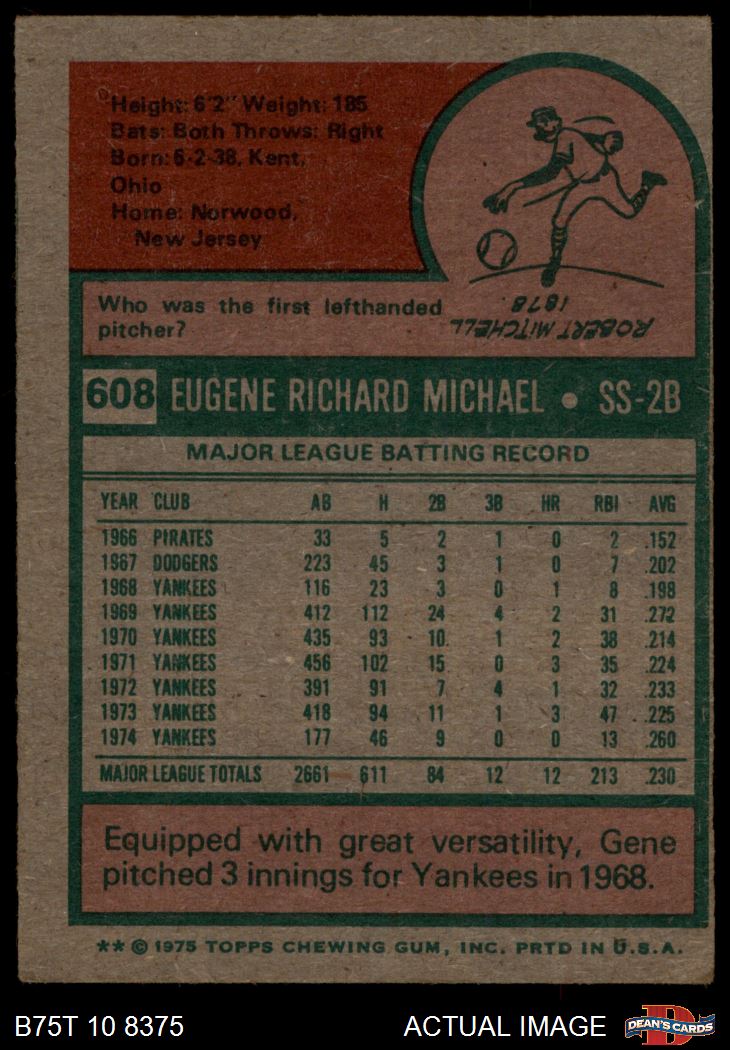 Height: 6'2" Weight: 185
Bats: Both Throws: Right
Born: 6-2-38, Kent,
Ohio
Home: Norwood,
New Jersey
Who was the first lefthanded
pitcher?
ROBERT MITCHELL
1878.
608 EUGENE RICHARD MICHAEL • SS-2B
MAJOR LEAGUE BATTING RECORD
YEAR CLUB AB H 2B 3B HR RBI AVG
1966 PIRATES 33 5 2 1 0 2 .152
1967 DODGERS 223 45 3 1 0 7 .202
1968 YANKEES 116 23 3 0 1 8 .198
1969 YANKEES 412 112 24 4 2 31 .272
1970 YANKEES 435 93 10 1 2 38 .214
1971 YANKEES 456 102 15 0 3 35 .224
1972 YANKEES 391 91 7 4 1 32 .233
1973 YANKEES 418 94 11 1 3 47 .225
1974 YANKEES 177 46 9 0 0 13 .260
MAJOR LEAGUE TOTALS 2661 611 84 12 12 213 .230
Equipped with great versatility, Gene
pitched 3 innings for Yankees in 1968.
** © 1975 TOPPS CHEWING GUM, INC. PRTD IN U.S.A.
B75T 10 8375 ACTUAL IMAGE D DEAN'S CARDS